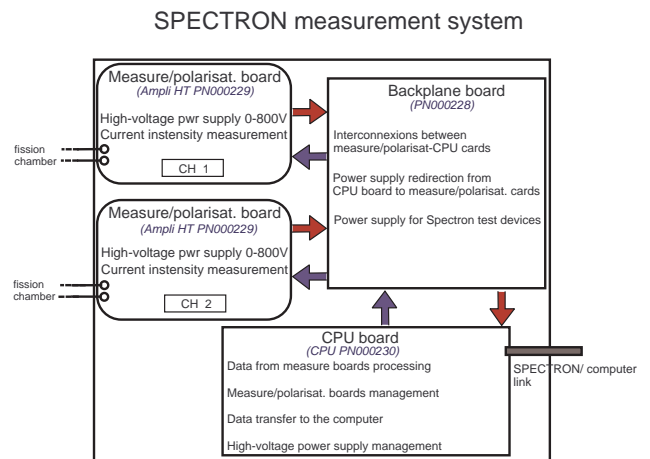 SPECTRON measurement system
Measure/polarisat. board
(Ampli HT PN000229)
High-voltage pwr supply 0-800V
Current instensity measurement
fission
chamber
CH 1
Measure/polarisat. board
(Ampli HT PN000229)
High-voltage pwr supply 0-800V
Current instensity measurement
fission
chamber
CH 2
Backplane board
(PN000228)
Interconnexions between
measure/polarisat-CPU cards
Power supply redirection from
CPU board to measure/polarisat. cards
Power supply for Spectron test devices
CPU board
(CPU PN000230)
Data from measure boards processing
Measure/polarisat. boards management
Data transfer to the computer
High-voltage power supply management
SPECTRON/ computer
link